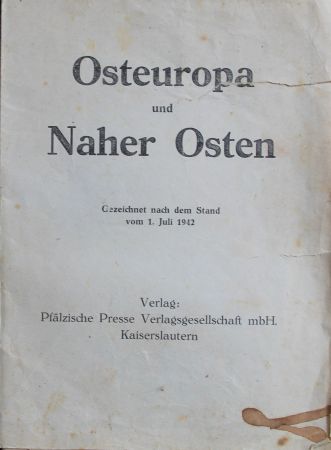 Osteuropa
und
Naher Osten
Gezeichnet nach dem Stand
vom 1. Juli 1942
Verlag:
Pfälzische Presse Verlagsgesellschaft mbH.
Kaiserslautern